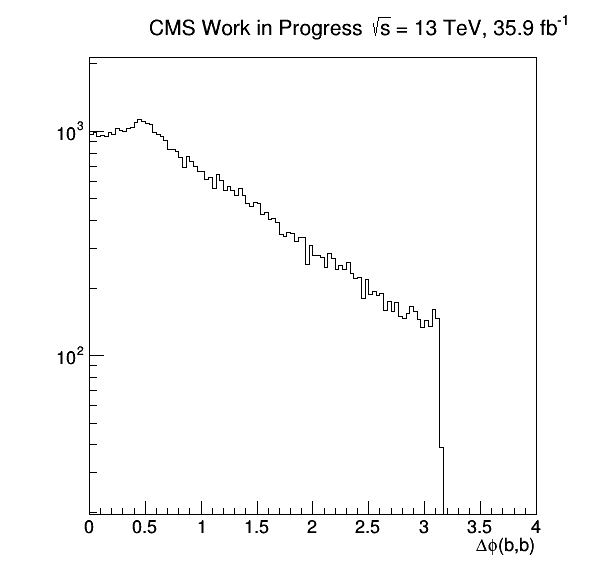 CMS Work in Progress √s = 13 TeV, 35.9 fb⁻¹
10³
10²
0 0.5 1 1.5 2 2.5 3 3.5 4
Δϕ(b,b)